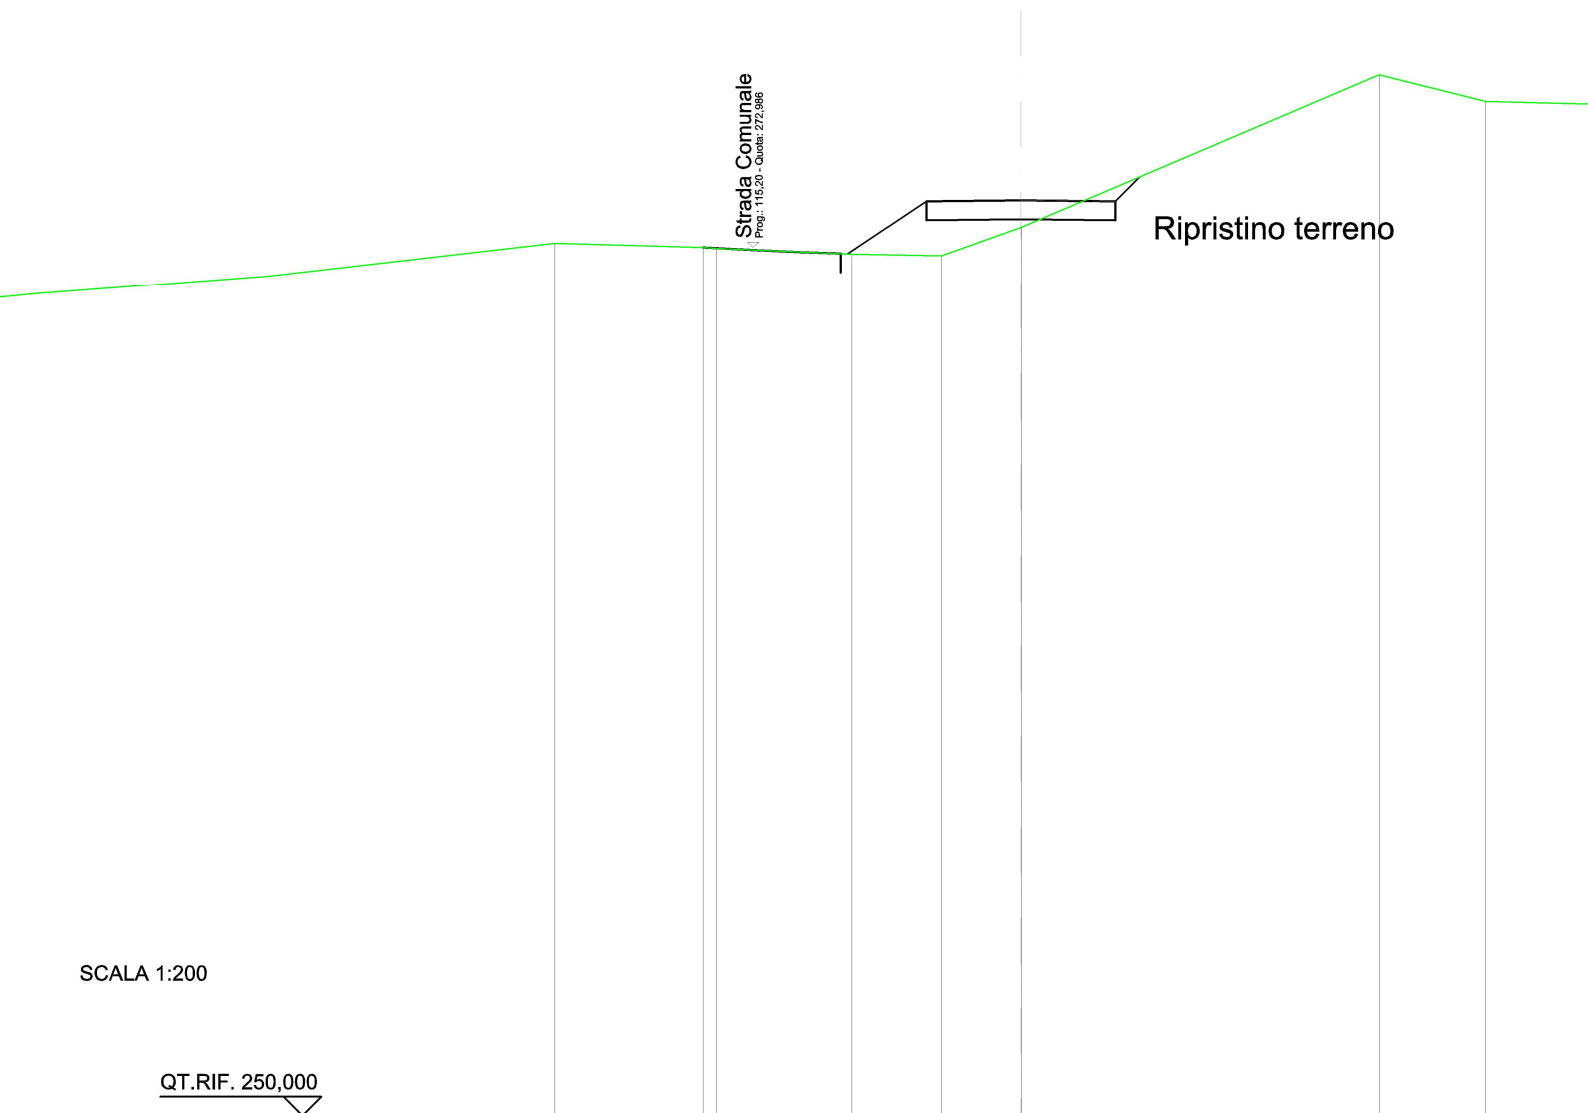 Strada Comunale
Prog.: 115,20 - Quota: 272,986
Ripristino terreno
SCALA 1:200
QT.RIF. 250,000